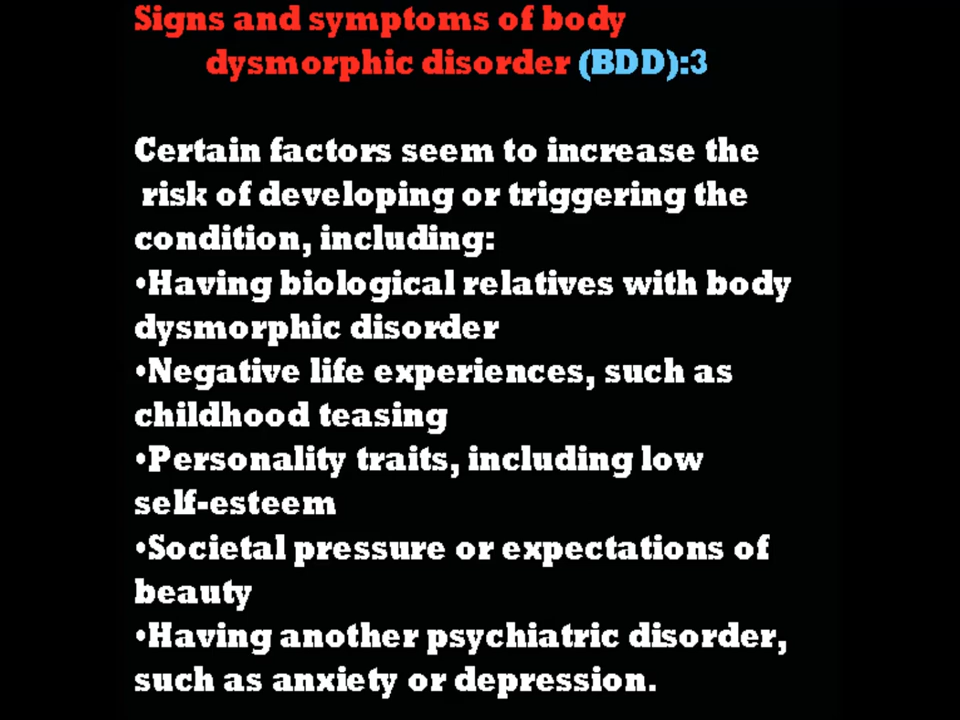 Signs and symptoms of body
dysmorphic disorder (BDD):3
Certain factors seem to increase the
risk of developing or triggering the
condition, including:
•Having biological relatives with body
dysmorphic disorder
•Negative life experiences, such as
childhood teasing
•Personality traits, including low
self-esteem
•Societal pressure or expectations of
beauty
•Having another psychiatric disorder,
such as anxiety or depression.